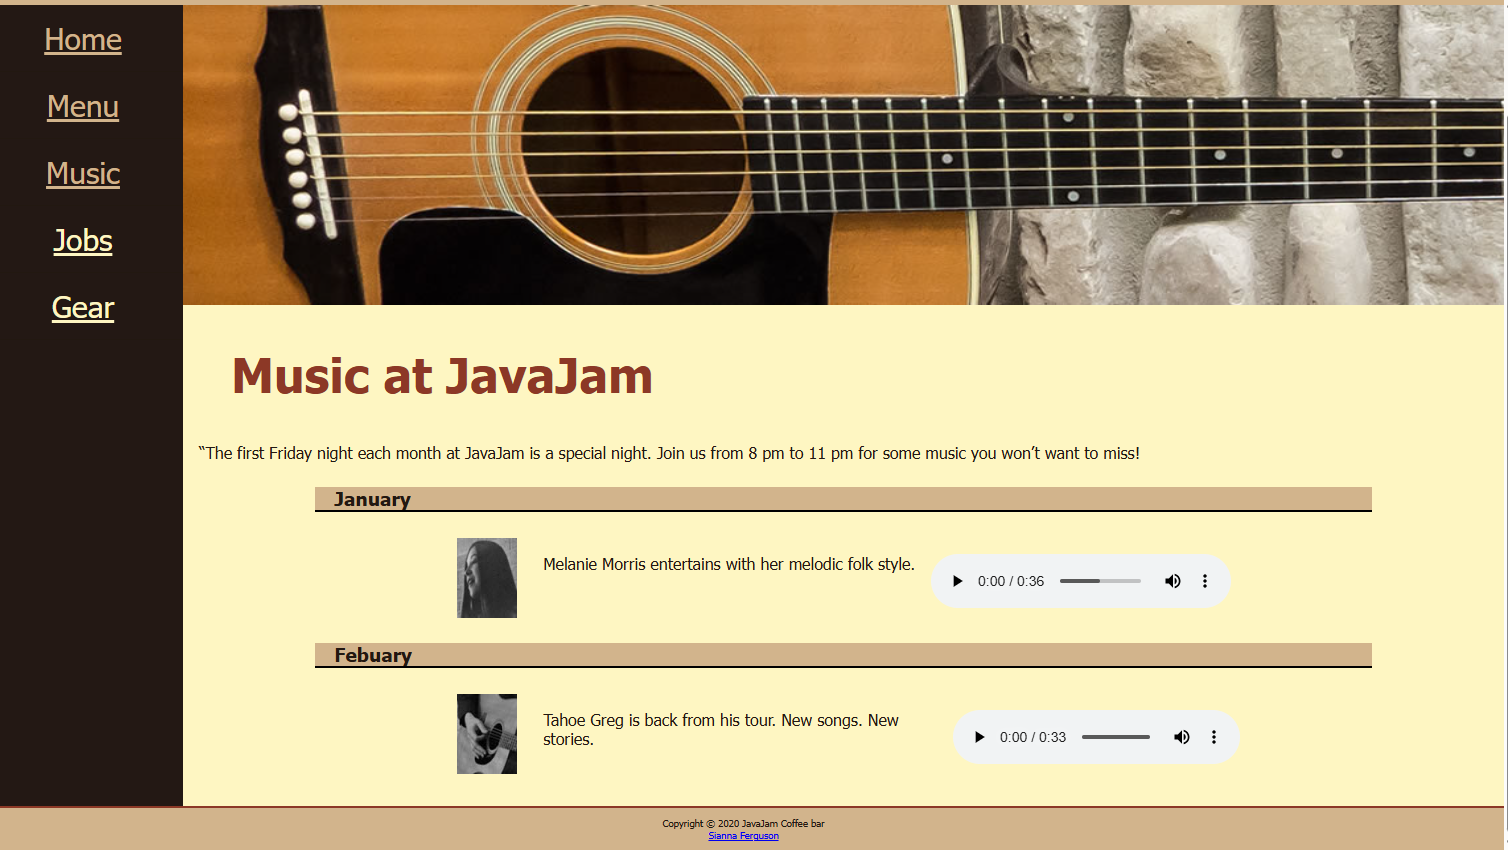 Home
Menu
Music
Jobs
Gear
Music at JavaJam
“The first Friday night each month at JavaJam is a special night. Join us from 8 pm to 11 pm for some music you won’t want to miss!
January
Melanie Morris entertains with her melodic folk style.
0:00 / 0:36
Febuary
Tahoe Greg is back from his tour. New songs. New
stories.
0:00 / 0:33
Copyright © 2020 JavaJam Coffee bar
Sianna Ferguson